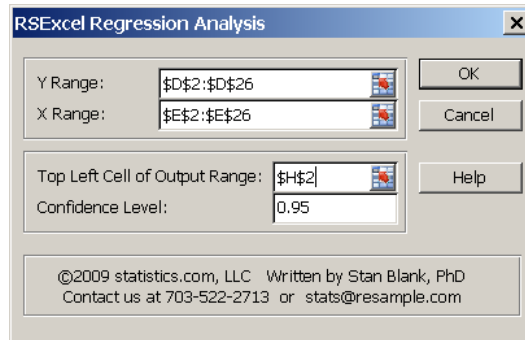 RSExcel Regression Analysis
Y Range: $D$2:$D$26
X Range: $E$2:$E$26
OK
Cancel
Top Left Cell of Output Range: $H$2
Confidence Level: 0.95
Help
©2009 statistics.com, LLC Written by Stan Blank, PhD
Contact us at 703-522-2713 or stats@resample.com